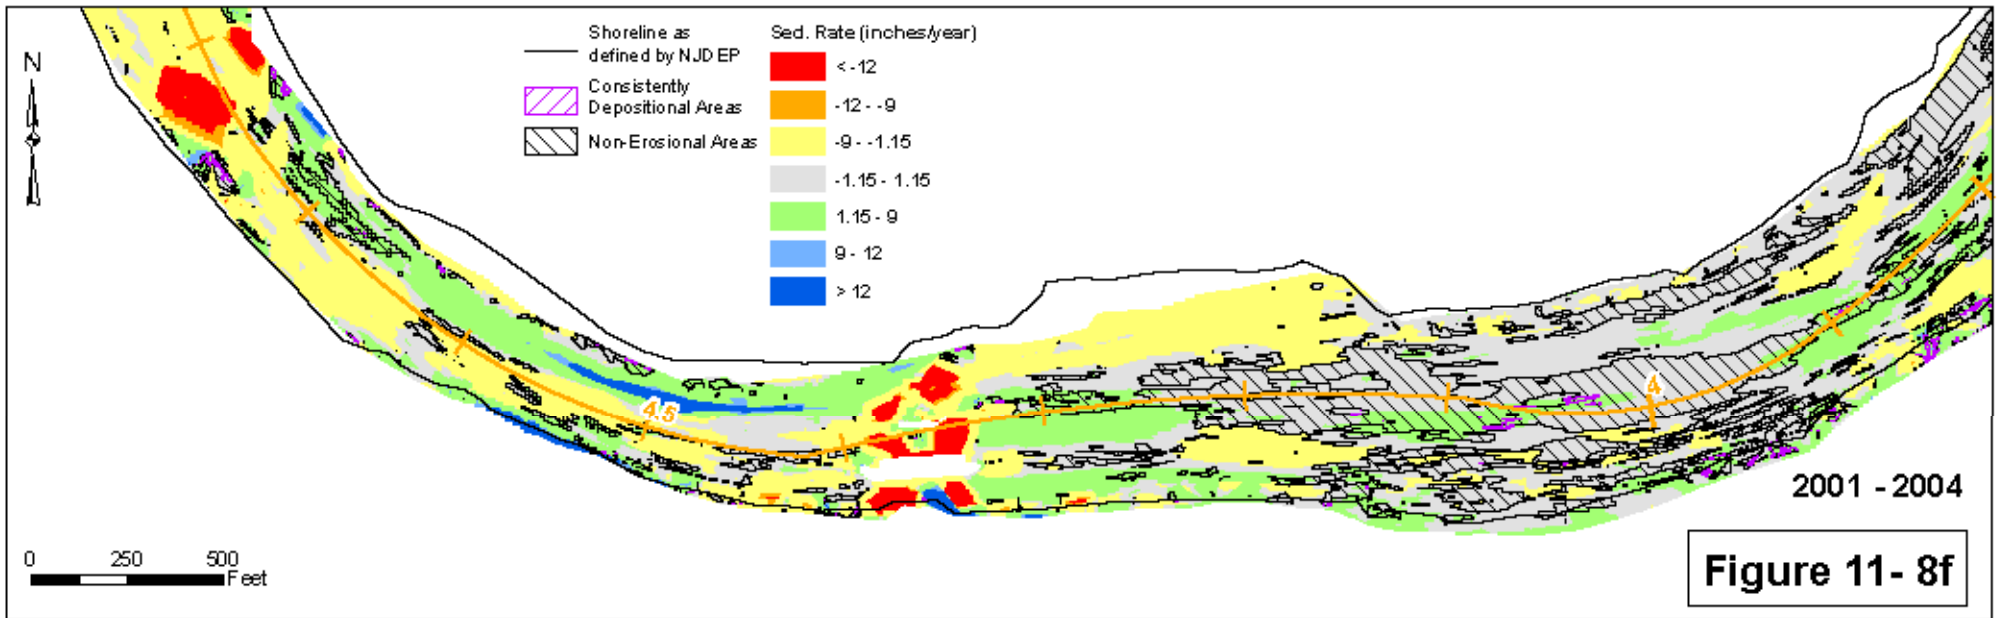 N
Shoreline as
defined by NJDEP
Consistently
Depositional Areas
Non-Erosional Areas
Sed. Rate (inches/year)
< -12
-12 - -9
-9 - -1.15
-1.15 - 1.15
1.15 - 9
9 - 12
> 12
4.5
4
2001 - 2004
0 250 500
Feet
Figure 11- 8f